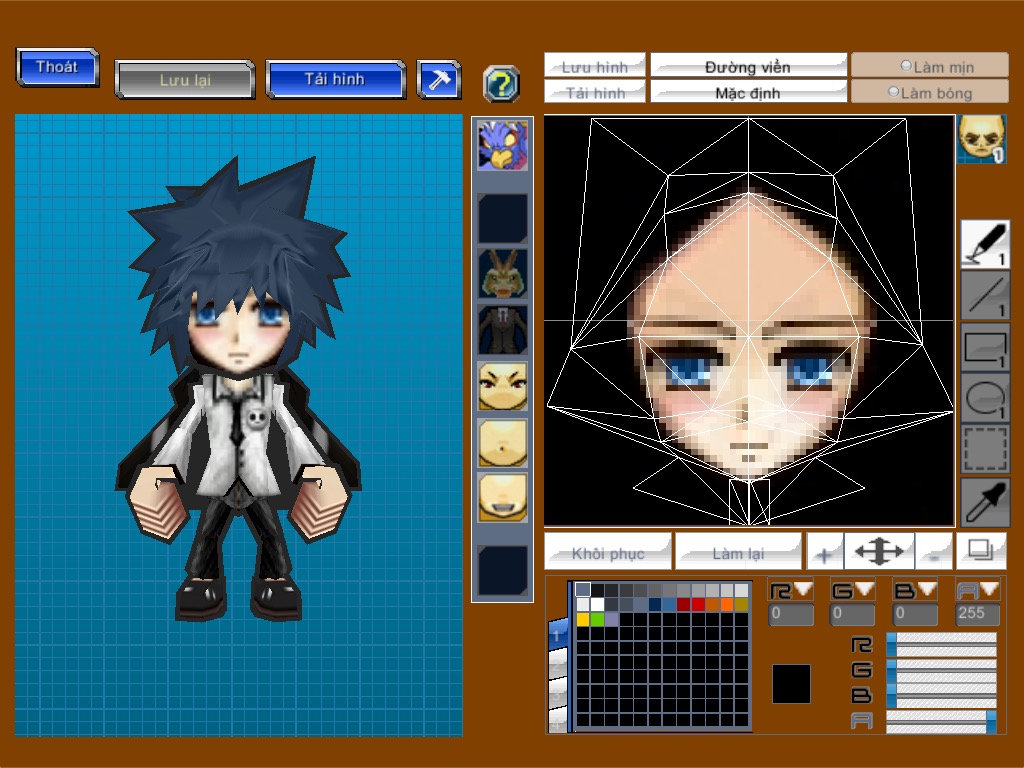 Thoát
Lưu lại
Tải hình
?
Lưu hình
Đường viền
Làm mịn
Tải hình
Mặc định
Làm bóng
1
1
1
1
1
Khôi phục
Làm lại
+
-
R
G
B
A
0
0
0
255
1
R
G
B
A